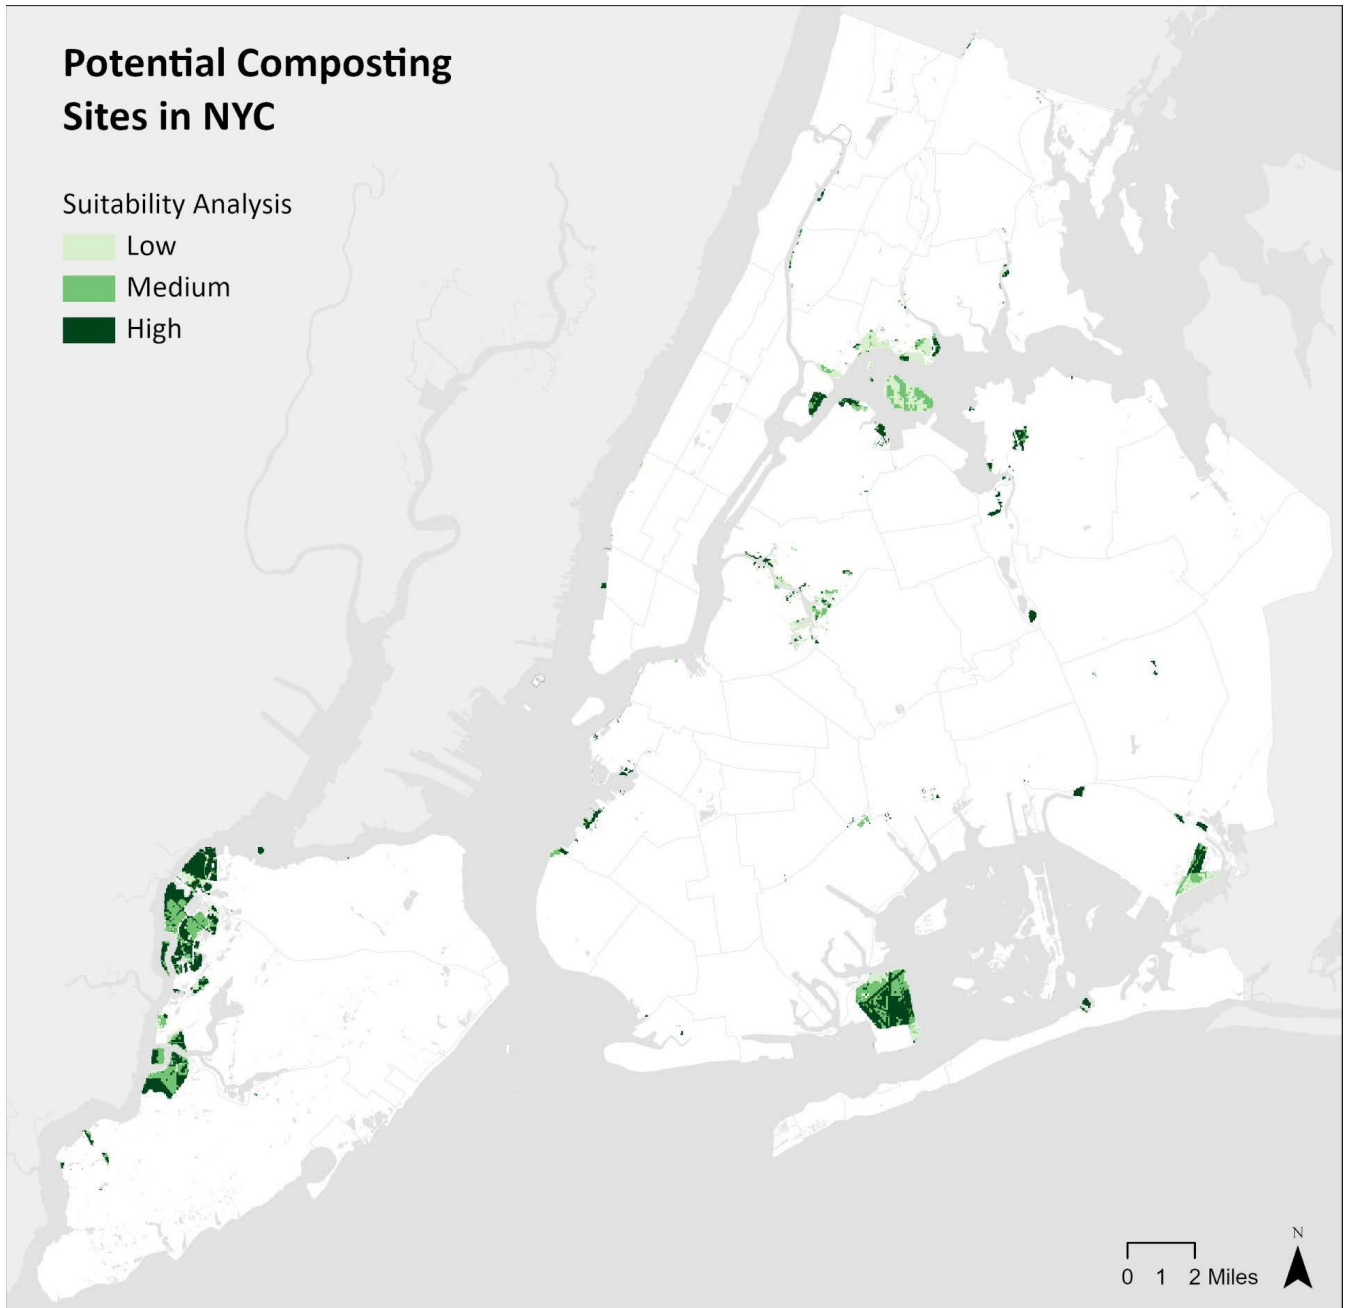 Potential Composting
Sites in NYC
Suitability Analysis
Low
Medium
High
N
0 1 2 Miles